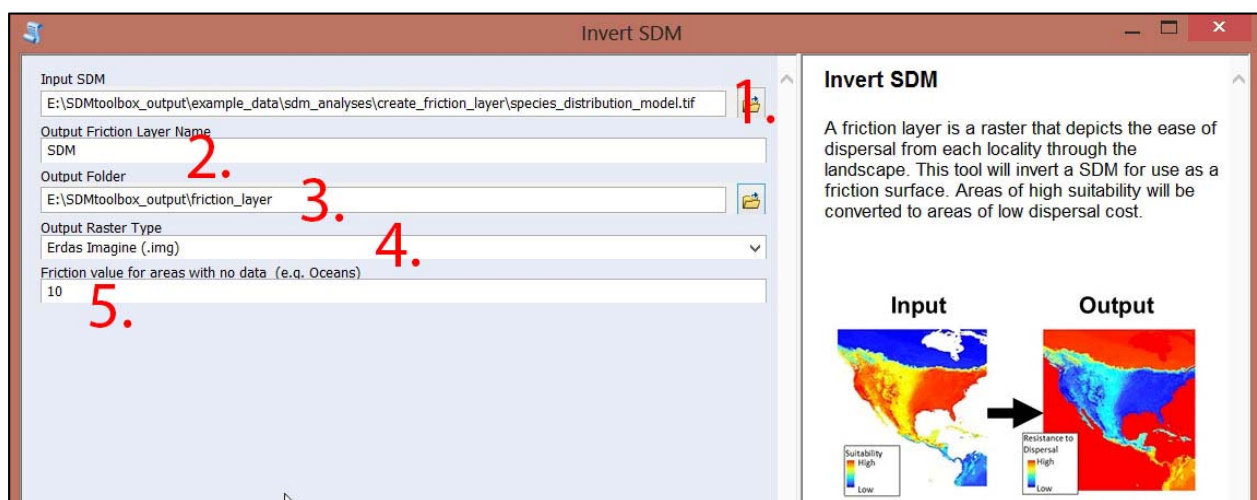 Invert SDM
Input SDM
E:\SDMtoolbox_output\example_data\sdm_analyses\create_friction_layer\species_distribution_model.tif
1.
Output Friction Layer Name
SDM
2.
Output Folder
E:\SDMtoolbox_output\friction_layer
3.
Output Raster Type
Erdas Imagine (.img)
4.
Friction value for areas with no data (e.g. Oceans)
10
5.
Invert SDM
A friction layer is a raster that depicts the ease of
dispersal from each locality through the
landscape. This tool will invert a SDM for use as a
friction surface. Areas of high suitability will be
converted to areas of low dispersal cost.
Input
Output
Suitability
High
Low
Resistance to
Dispersal
High
Low